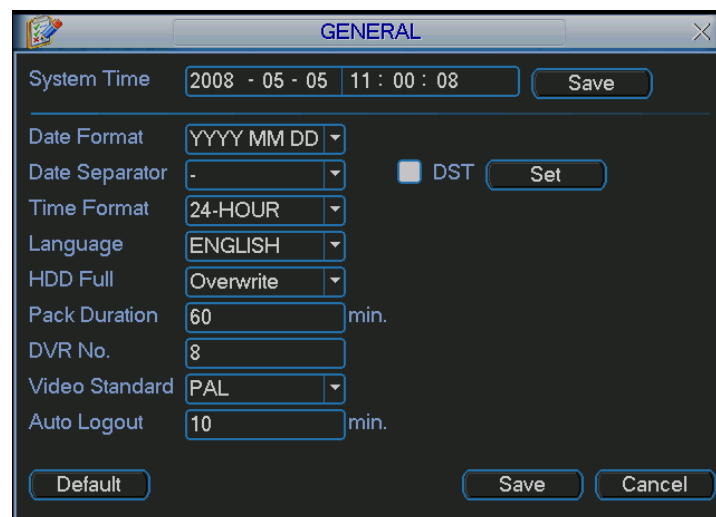 GENERAL
System Time 2008 - 05 - 05 11 : 00 : 08 Save
Date Format YYYY MM DD
Date Separator - DST Set
Time Format 24-HOUR
Language ENGLISH
HDD Full Overwrite
Pack Duration 60 min.
DVR No. 8
Video Standard PAL
Auto Logout 10 min.
Default Save Cancel